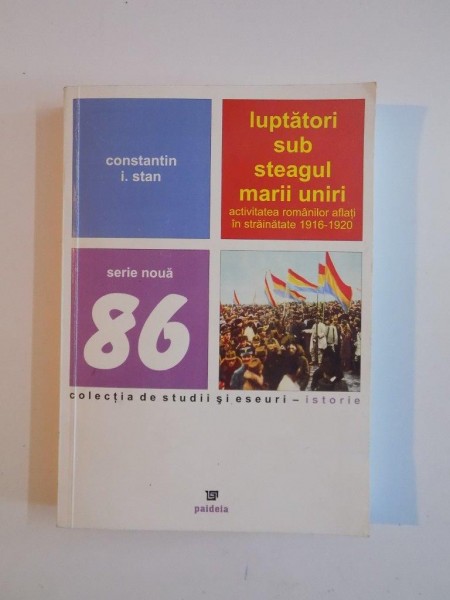 constantin
i. stan
luptători
sub
steagul
marii uniri
activitatea românilor aflați
în străinătate 1916-1920
serie nouă
86
colecția de studii și eseuri – istorie
paideia